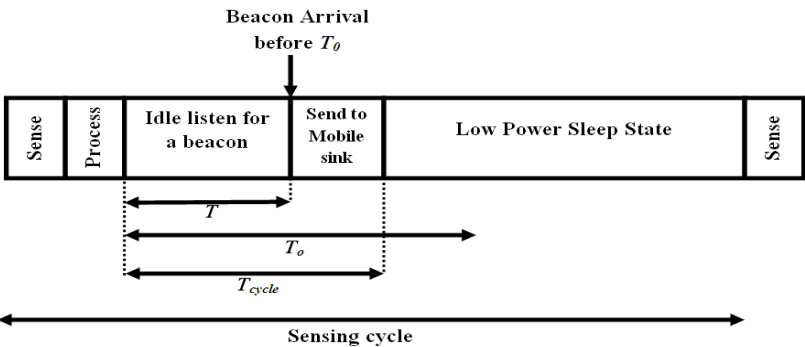 Beacon Arrival
before T0
Sense
Process
Idle listen for
a beacon
Send to
Mobile
sink
Low Power Sleep State
Sense
T
To
Tcycle
Sensing cycle